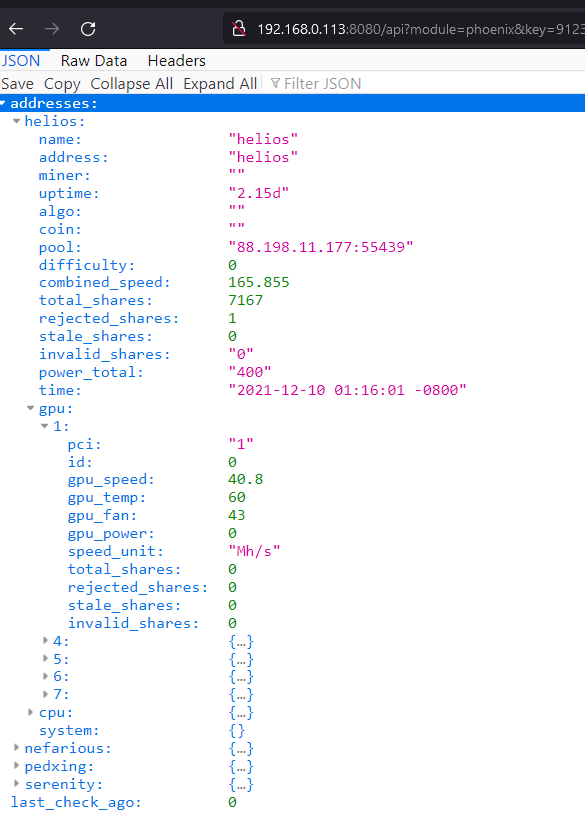 192.168.0.113:8080/api?module=phoenix&key=9123
JSON Raw Data Headers
Save Copy Collapse All Expand All Filter JSON
addresses:
helios:
name: "helios"
address: "helios"
miner: ""
uptime: "2.15d"
algo: ""
coin: ""
pool: "88.198.11.177:55439"
difficulty: 0
combined_speed: 165.855
total_shares: 7167
rejected_shares: 1
stale_shares: 0
invalid_shares: "0"
power_total: "400"
time: "2021-12-10 01:16:01 -0800"
gpu:
1:
pci: "1"
id: 0
gpu_speed: 40.8
gpu_temp: 60
gpu_fan: 43
gpu_power: 0
speed_unit: "Mh/s"
total_shares: 0
rejected_shares: 0
stale_shares: 0
invalid_shares: 0
4: {…}
5: {…}
6: {…}
7: {…}
cpu: {…}
system: {}
nefarious: {…}
pedxing: {…}
serenity: {…}
last_check_ago: 0